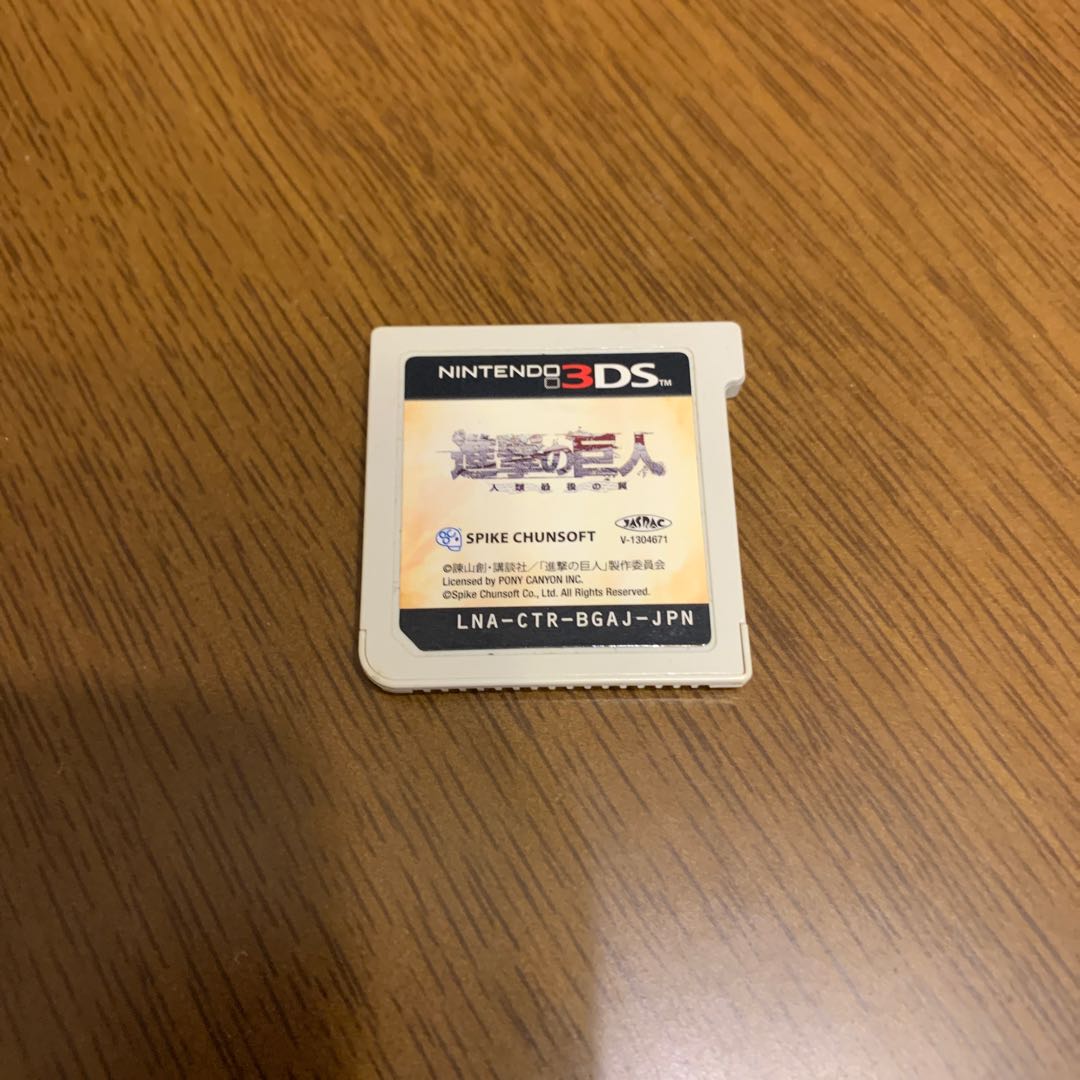 NINTENDO 3DS™
進撃の巨人
人類最後の翼
SPIKE CHUNSOFT
JASRAC
V-1304671
©諫山創・講談社／「進撃の巨人」製作委員会
Licensed by PONY CANYON INC.
©Spike Chunsoft Co., Ltd. All Rights Reserved.
LNA-CTR-BGAJ-JPN